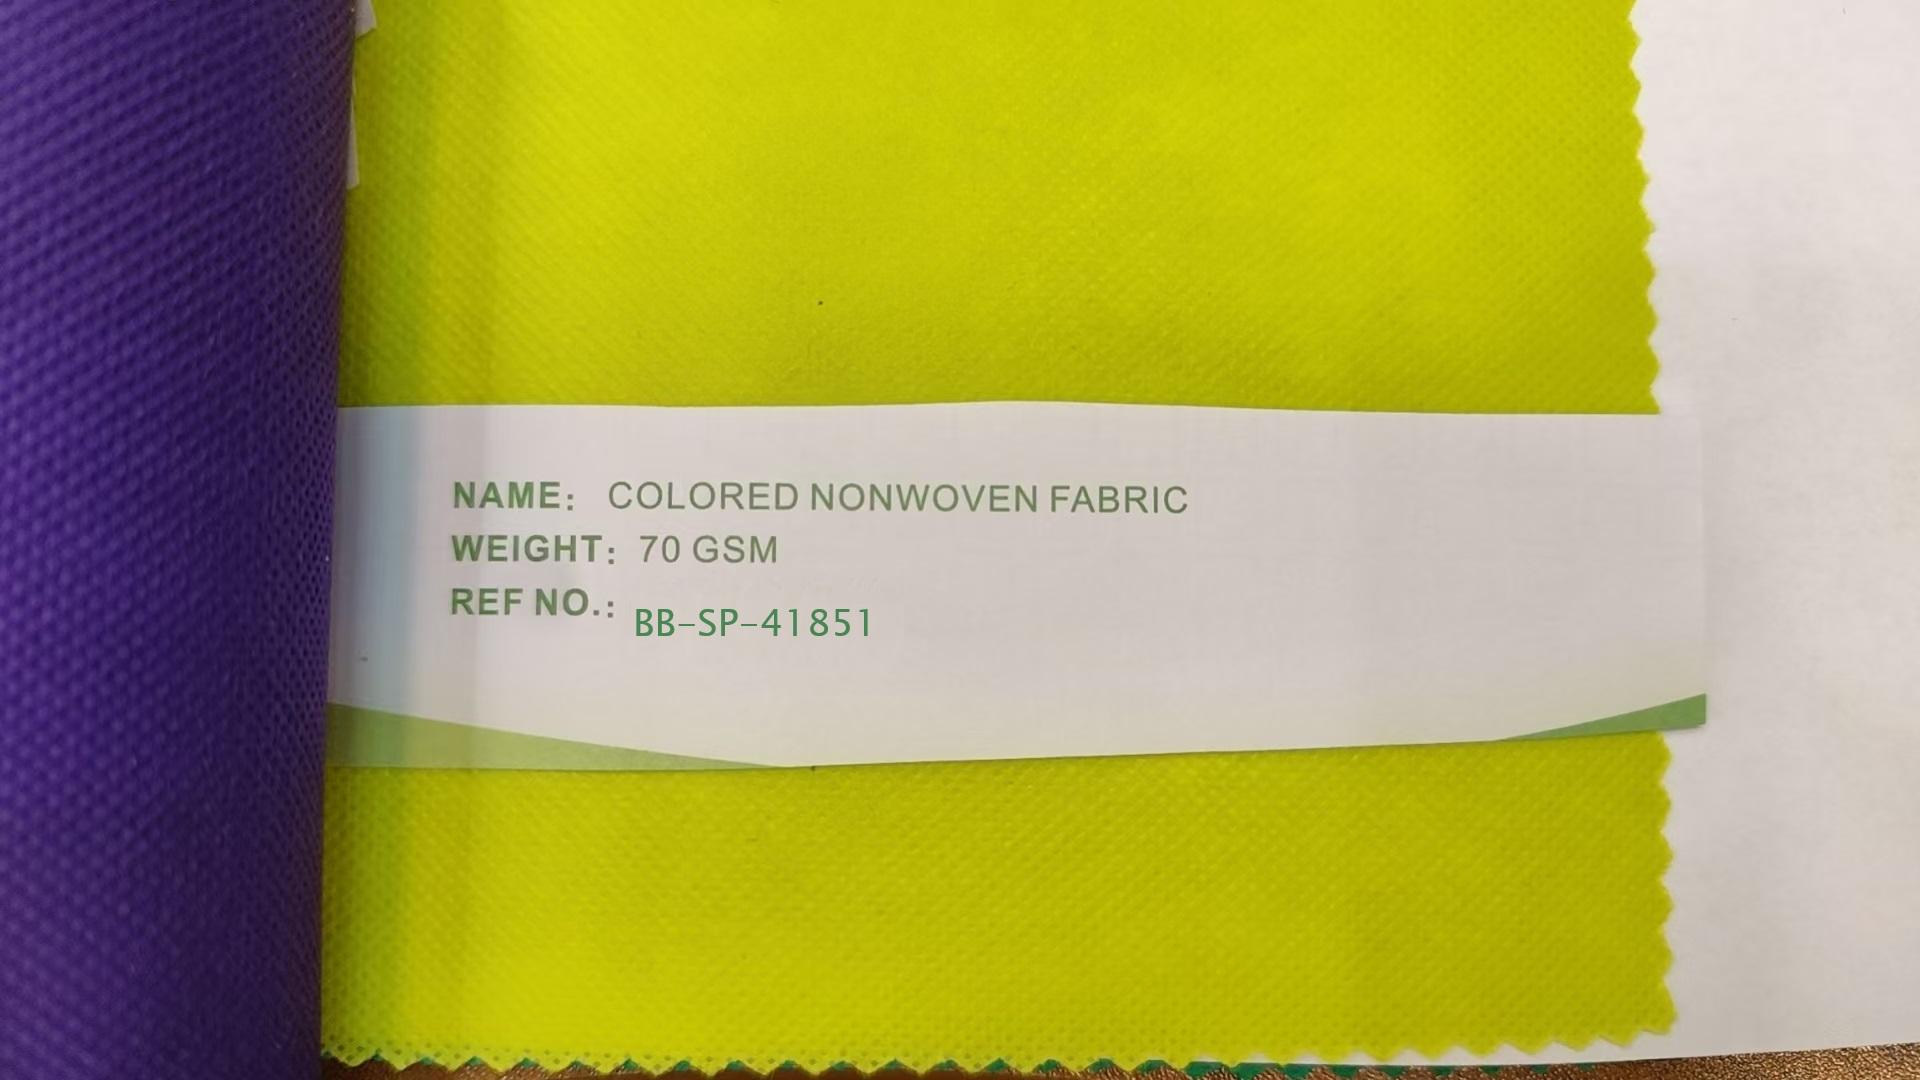 NAME: COLORED NONWOVEN FABRIC
WEIGHT: 70 GSM
REF NO.: BB-SP-41851